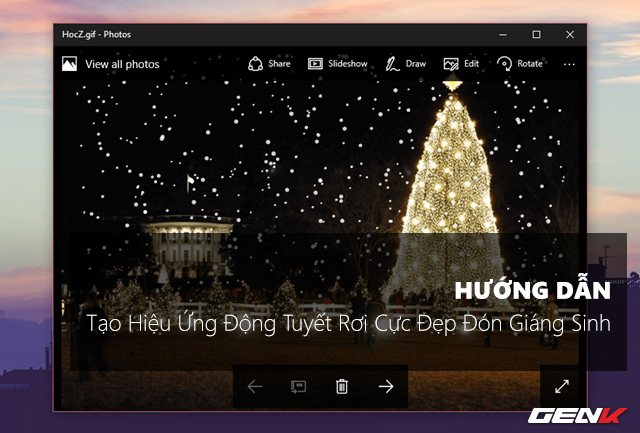 HocZ.gif - Photos
View all photos
Share
Slideshow
Draw
Edit
Rotate
HƯỚNG DẪN
Tạo Hiệu Ứng Động Tuyết Rơi Cực Đẹp Đón Giáng Sinh
GENK